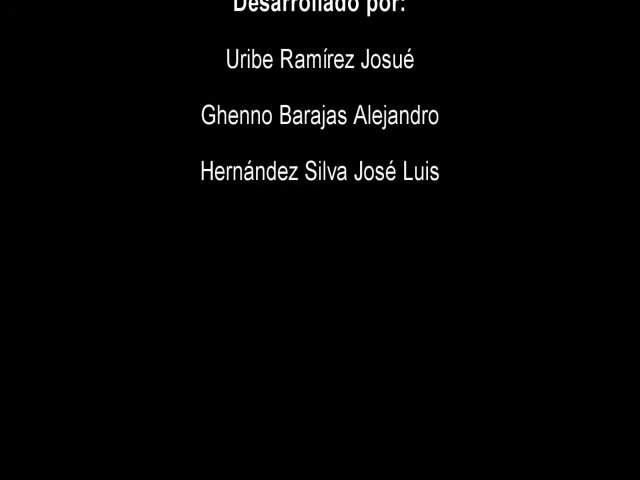 Desarrollado por:
Uribe Ramírez Josué
Ghenno Barajas Alejandro
Hernández Silva José Luis